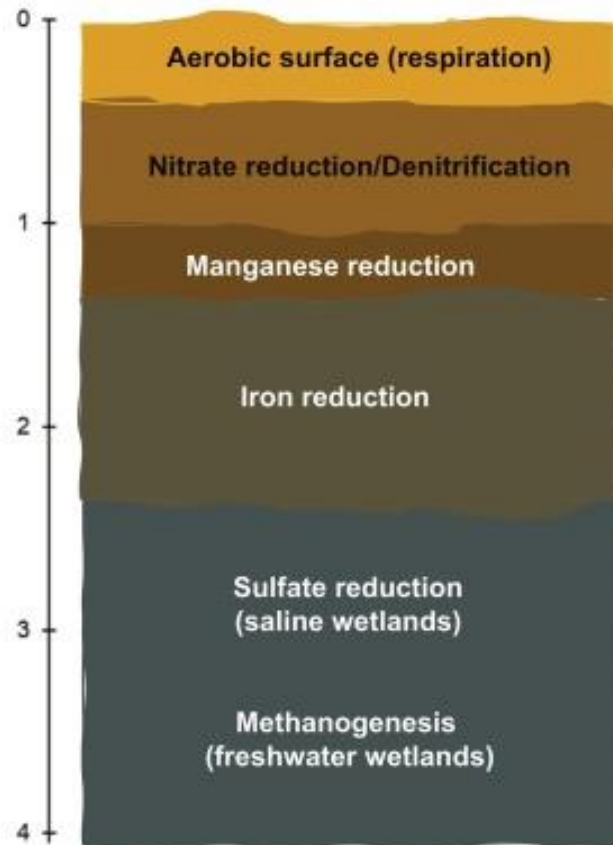 0
Aerobic surface (respiration)
Nitrate reduction/Denitrification
1
Manganese reduction
Iron reduction
2
Sulfate reduction
(saline wetlands)
3
Methanogenesis
(freshwater wetlands)
4